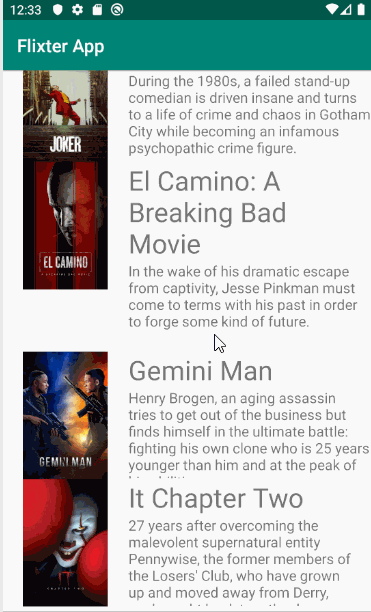 12:33
Flixter App
During the 1980s, a failed stand-up
comedian is driven insane and turns
to a life of crime and chaos in Gotham
City while becoming an infamous
psychopathic crime figure.
JOKER
El Camino: A
Breaking Bad
Movie
EL CAMINO
In the wake of his dramatic escape
from captivity, Jesse Pinkman must
come to terms with his past in order
to forge some kind of future.
Gemini Man
Henry Brogen, an aging assassin
tries to get out of the business but
finds himself in the ultimate battle:
fighting his own clone who is 25 years
younger than him and at the peak of
GEMINI MAN
It Chapter Two
27 years after overcoming the
malevolent supernatural entity
Pennywise, the former members of
the Losers' Club, who have grown
up and moved away from Derry,